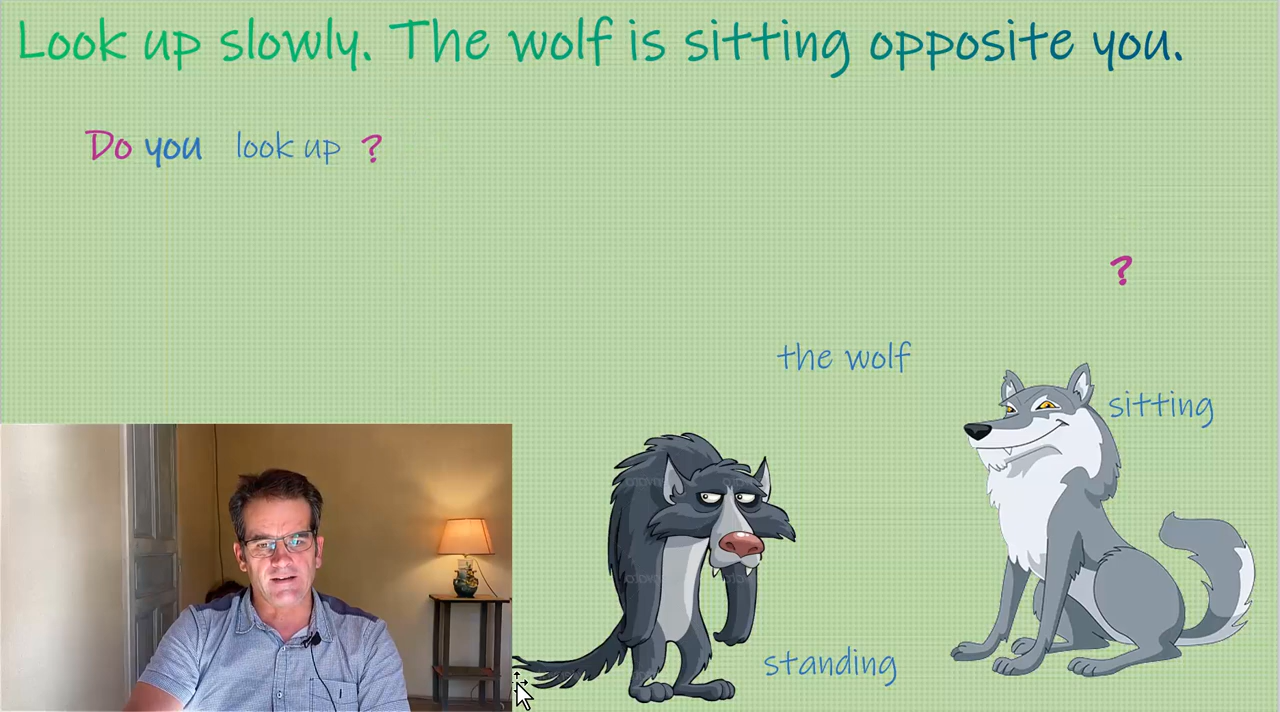 Look up slowly. The wolf is sitting opposite you.
Do you look up ?
?
the wolf
sitting
standing